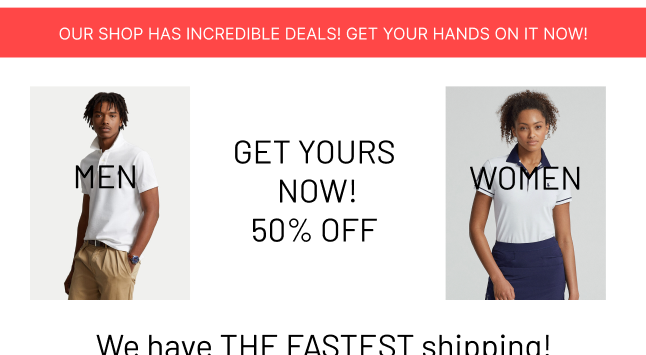 OUR SHOP HAS INCREDIBLE DEALS! GET YOUR HANDS ON IT NOW!
MEN
GET YOURS
NOW!
50% OFF
WOMEN
We have THE FASTEST shipping!